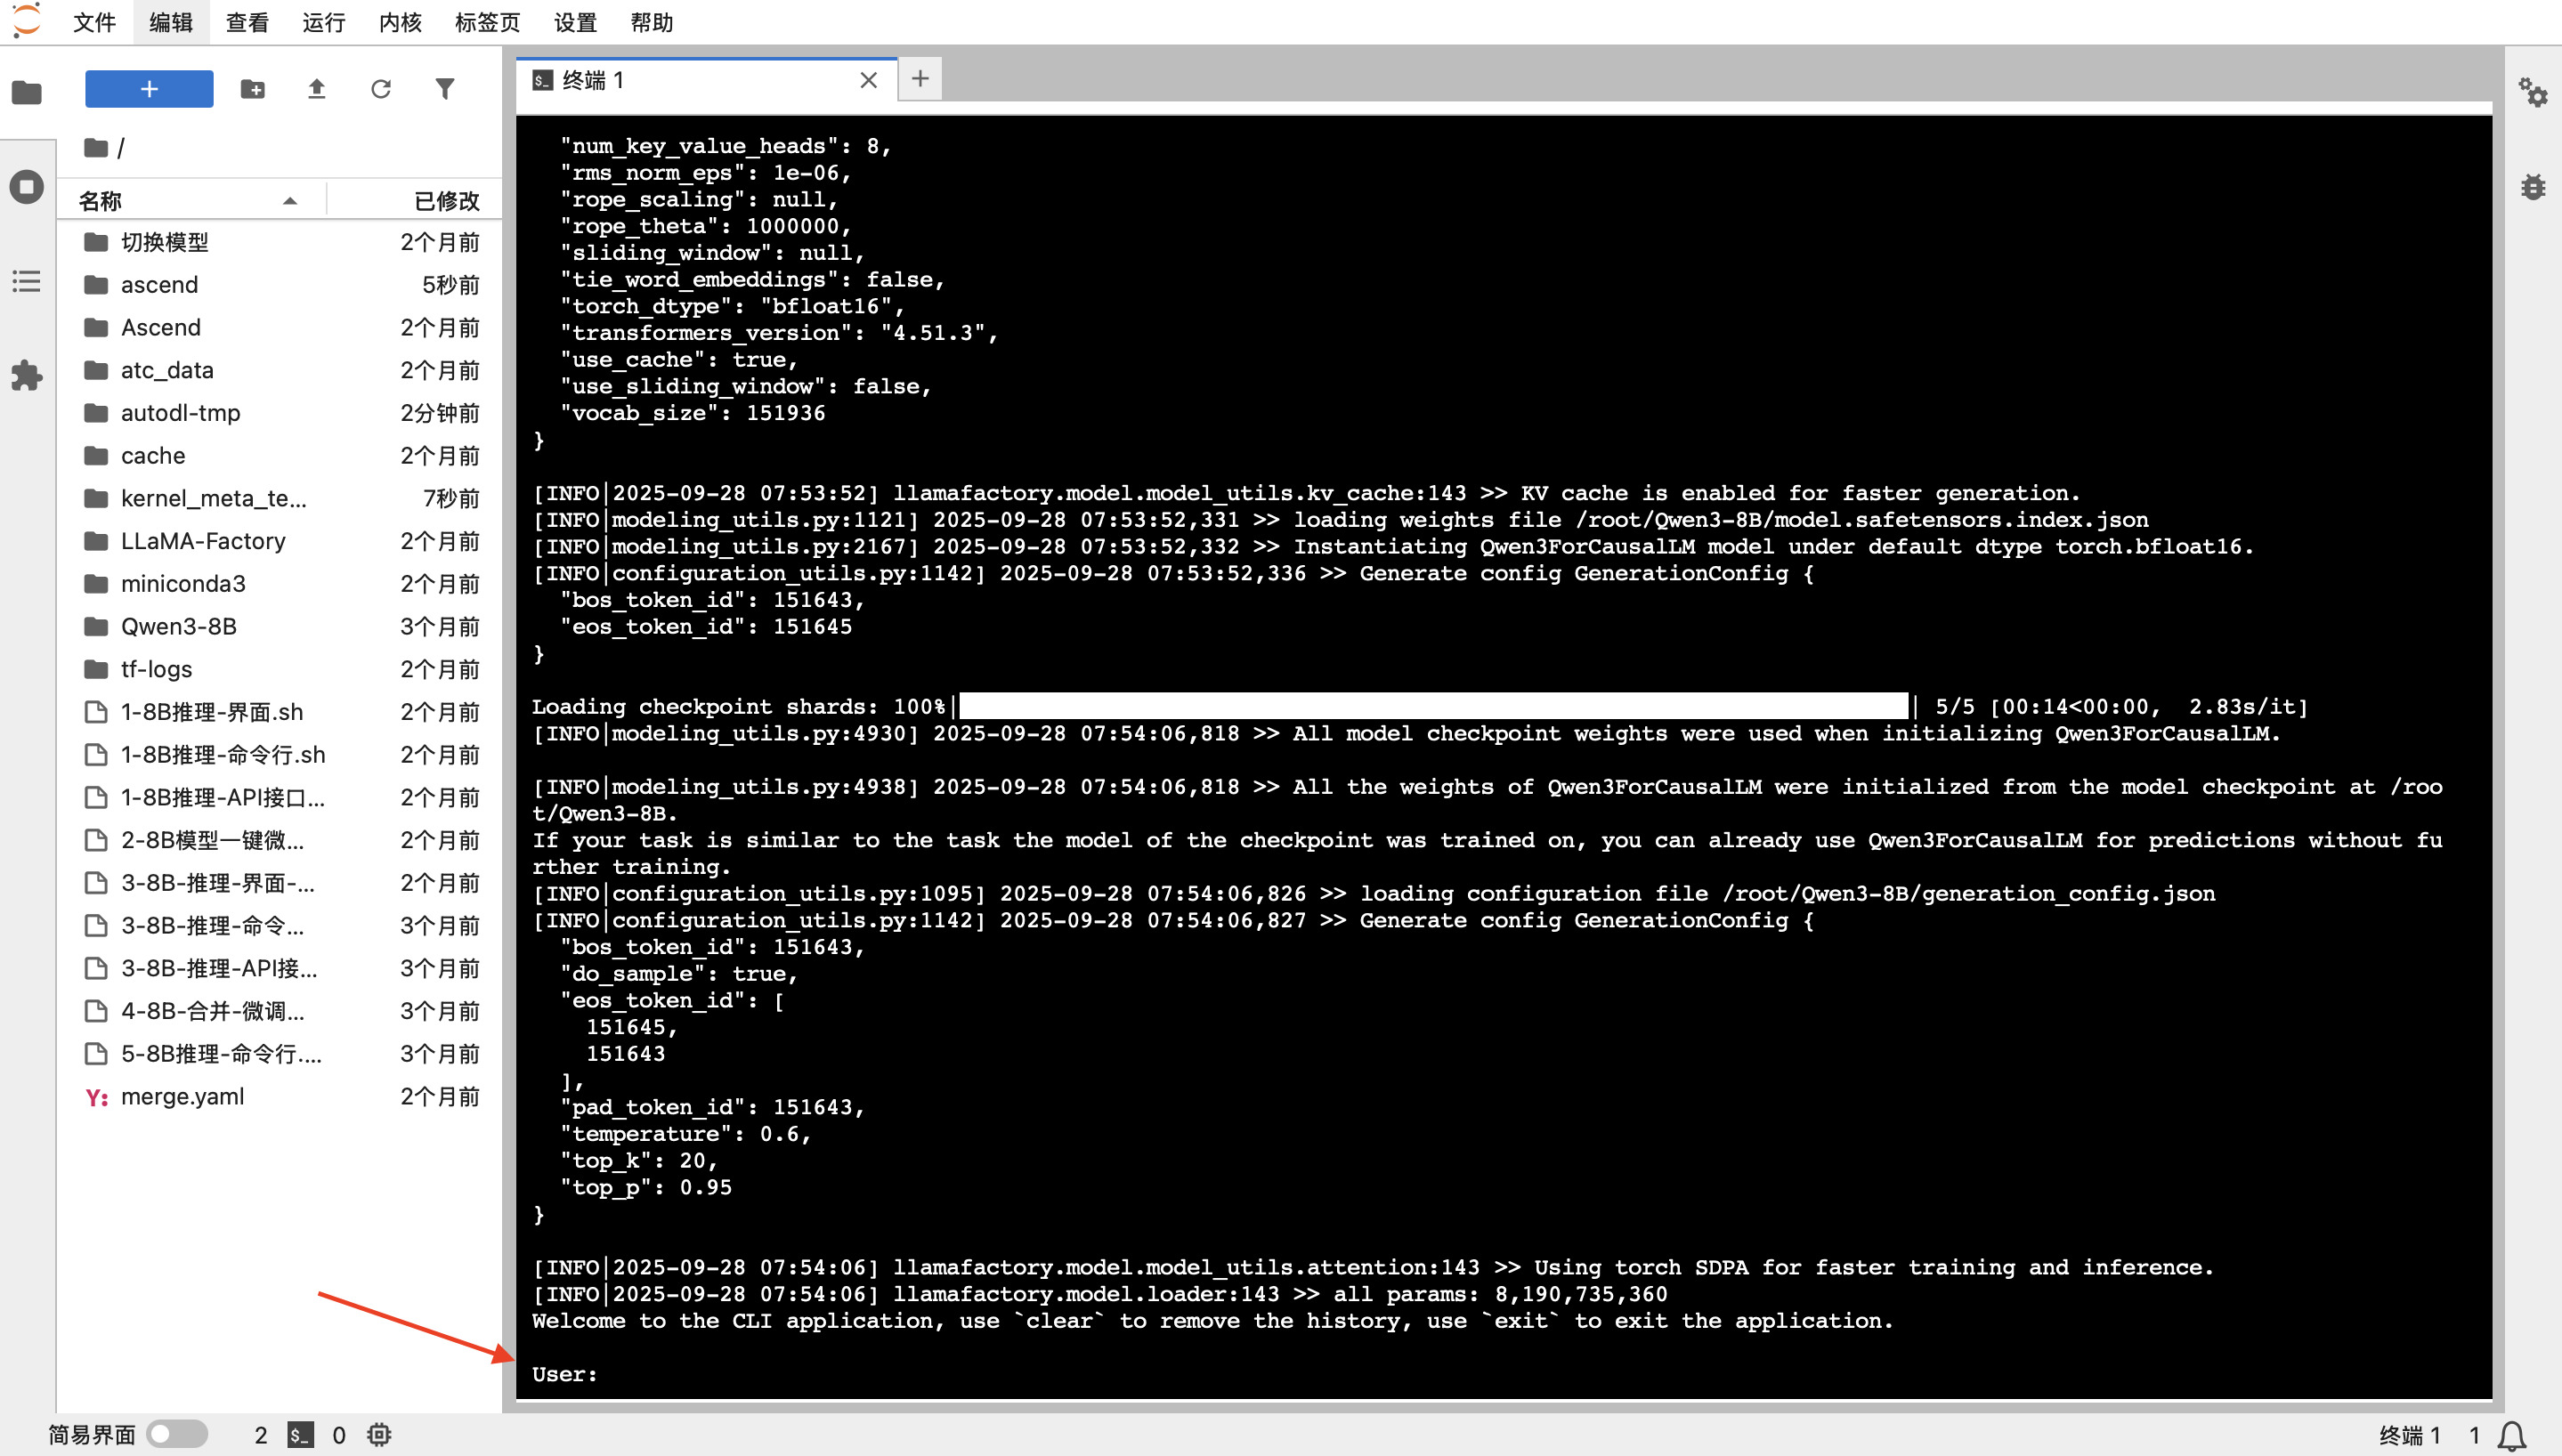 文件 编辑 查看 运行 内核 标签页 设置 帮助
+
/
名称 已修改
切换模型 2个月前
ascend 5秒前
Ascend 2个月前
atc_data 2个月前
autodl-tmp 2分钟前
cache 2个月前
kernel_meta_te... 7秒前
LLaMA-Factory 2个月前
miniconda3 2个月前
Qwen3-8B 3个月前
tf-logs 2个月前
1-8B推理-界面.sh 2个月前
1-8B推理-命令行.sh 2个月前
1-8B推理-API接口... 2个月前
2-8B模型一键微... 2个月前
3-8B-推理-界面-... 2个月前
3-8B-推理-命令... 3个月前
3-8B-推理-API接... 3个月前
4-8B-合并-微调... 3个月前
5-8B推理-命令行.... 3个月前
Y: merge.yaml 2个月前
$_ 终端 1 × +
"num_key_value_heads": 8,
"rms_norm_eps": 1e-06,
"rope_scaling": null,
"rope_theta": 1000000,
"sliding_window": null,
"tie_word_embeddings": false,
"torch_dtype": "bfloat16",
"transformers_version": "4.51.3",
"use_cache": true,
"use_sliding_window": false,
"vocab_size": 151936
}
[INFO|2025-09-28 07:53:52] llamafactory.model.model_utils.kv_cache:143 >> KV cache is enabled for faster generation.
[INFO|modeling_utils.py:1121] 2025-09-28 07:53:52,331 >> loading weights file /root/Qwen3-8B/model.safetensors.index.json
[INFO|modeling_utils.py:2167] 2025-09-28 07:53:52,332 >> Instantiating Qwen3ForCausalLM model under default dtype torch.bfloat16.
[INFO|configuration_utils.py:1142] 2025-09-28 07:53:52,336 >> Generate config GenerationConfig {
"bos_token_id": 151643,
"eos_token_id": 151645
}
Loading checkpoint shards: 100%| | 5/5 [00:14<00:00, 2.83s/it]
[INFO|modeling_utils.py:4930] 2025-09-28 07:54:06,818 >> All model checkpoint weights were used when initializing Qwen3ForCausalLM.
[INFO|modeling_utils.py:4938] 2025-09-28 07:54:06,818 >> All the weights of Qwen3ForCausalLM were initialized from the model checkpoint at /roo
t/Qwen3-8B.
If your task is similar to the task the model of the checkpoint was trained on, you can already use Qwen3ForCausalLM for predictions without fu
rther training.
[INFO|configuration_utils.py:1095] 2025-09-28 07:54:06,826 >> loading configuration file /root/Qwen3-8B/generation_config.json
[INFO|configuration_utils.py:1142] 2025-09-28 07:54:06,827 >> Generate config GenerationConfig {
"bos_token_id": 151643,
"do_sample": true,
"eos_token_id": [
151645,
151643
],
"pad_token_id": 151643,
"temperature": 0.6,
"top_k": 20,
"top_p": 0.95
}
[INFO|2025-09-28 07:54:06] llamafactory.model.model_utils.attention:143 >> Using torch SDPA for faster training and inference.
[INFO|2025-09-28 07:54:06] llamafactory.model.loader:143 >> all params: 8,190,735,360
Welcome to the CLI application, use `clear` to remove the history, use `exit` to exit the application.
User:
简易界面 2 $_ 0 终端 1 1